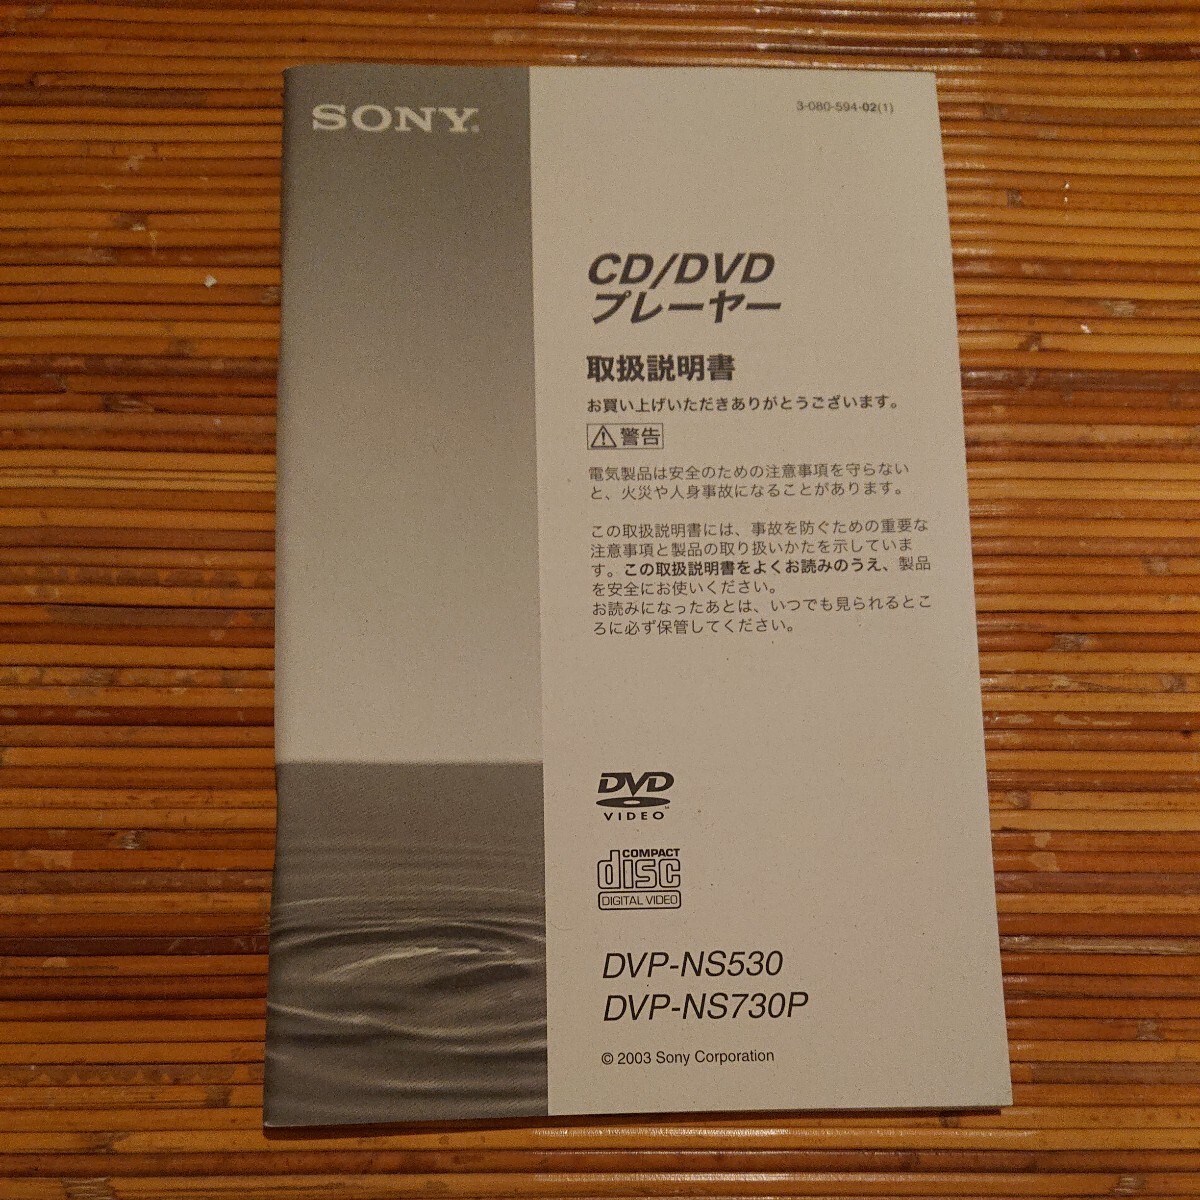 SONY®
3-080-594-02(1)
CD/DVD
プレーヤー
取扱説明書
お買い上げいただきありがとうございます。
警告
電気製品は安全のための注意事項を守らない
と、火災や人身事故になることがあります。
この取扱説明書には、事故を防ぐための重要な
注意事項と製品の取り扱いかたを示していま
す。この取扱説明書をよくお読みのうえ、製品
を安全にお使いください。
お読みになったあとは、いつでも見られるとこ
ろに必ず保管してください。
DVD
VIDEO™
COMPACT
disc
DIGITAL VIDEO
DVP-NS530
DVP-NS730P
© 2003 Sony Corporation